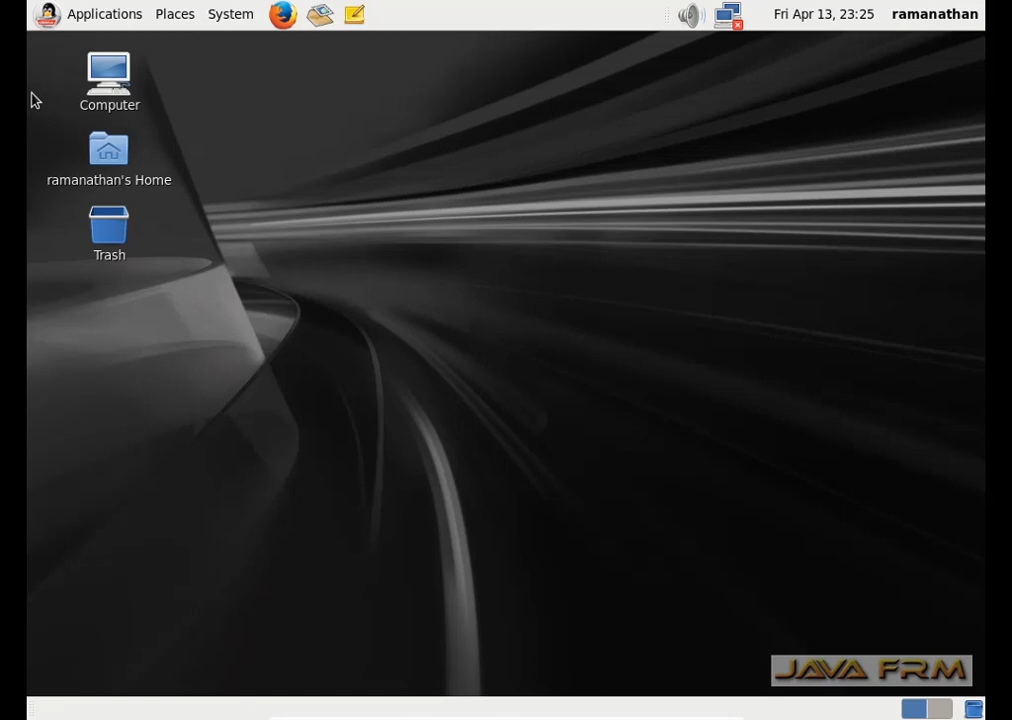 Applications Places System Fri Apr 13, 23:25 ramanathan
Computer
ramanathan's Home
Trash
JAVA FRM